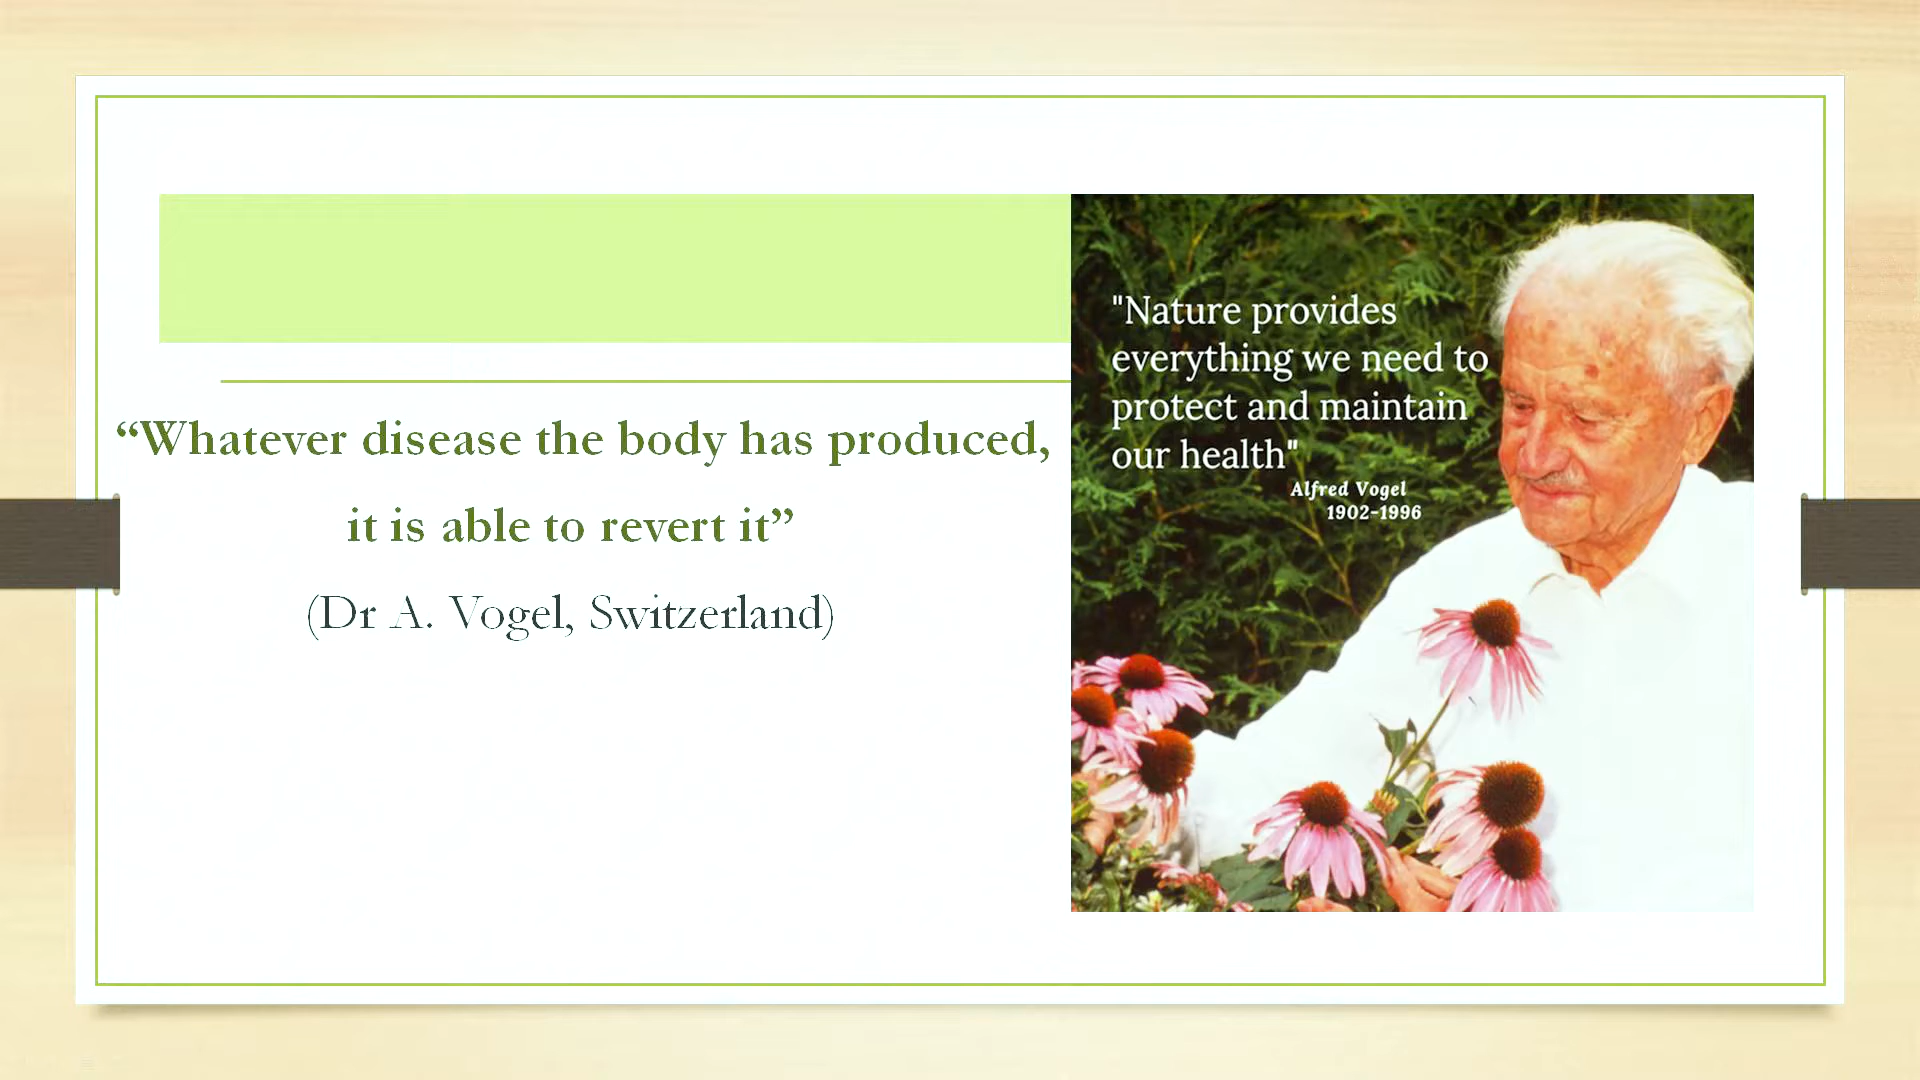 “Whatever disease the body has produced,
it is able to revert it”
(Dr A. Vogel, Switzerland)
"Nature provides
everything we need to
protect and maintain
our health"
Alfred Vogel
1902-1996